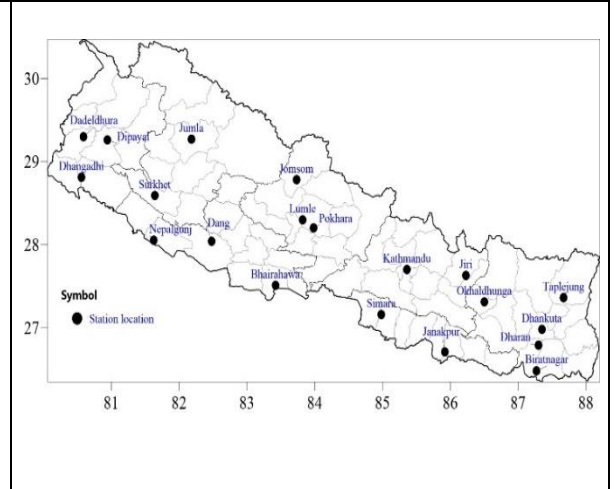 30
Dadeldhura
Dipayal
Jumla
29
Dhangadhi
Surkhet
Jomsom
Lumle
Pokhara
28
Nepalgunj
Dang
Kathmandu
Jiri
Bhairahawa
Okhaldhunga
Taplejung
Symbol
Station location
Simara
Dhankuta
27
Janakpur
Dharan
Biratnagar
81 82 83 84 85 86 87 88